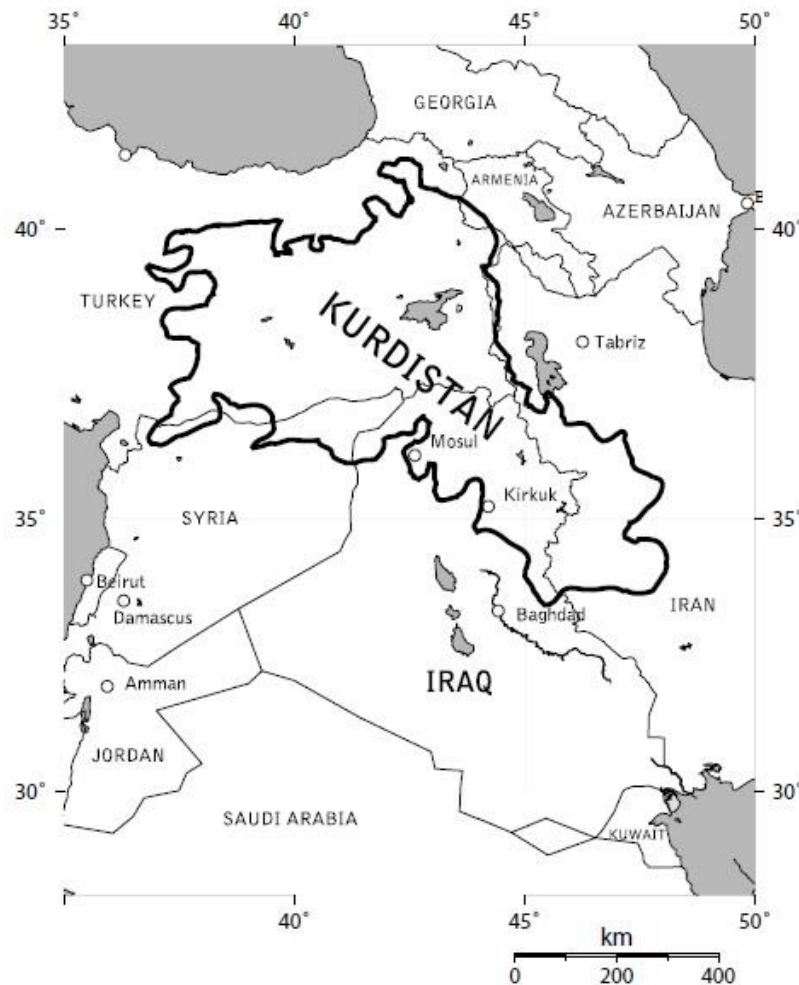 35° 40° 45° 50°
GEORGIA
ARMENIA
AZERBAIJAN
40° 40°
TURKEY
KURDISTAN
Tabriz
Mosul
Kirkuk
SYRIA
35° 35°
Beirut
Damascus
IRAN
Baghdad
Amman
IRAQ
JORDAN
30° 30°
SAUDI ARABIA
KUWAIT
35° 40° 45° 50°
km
0 200 400